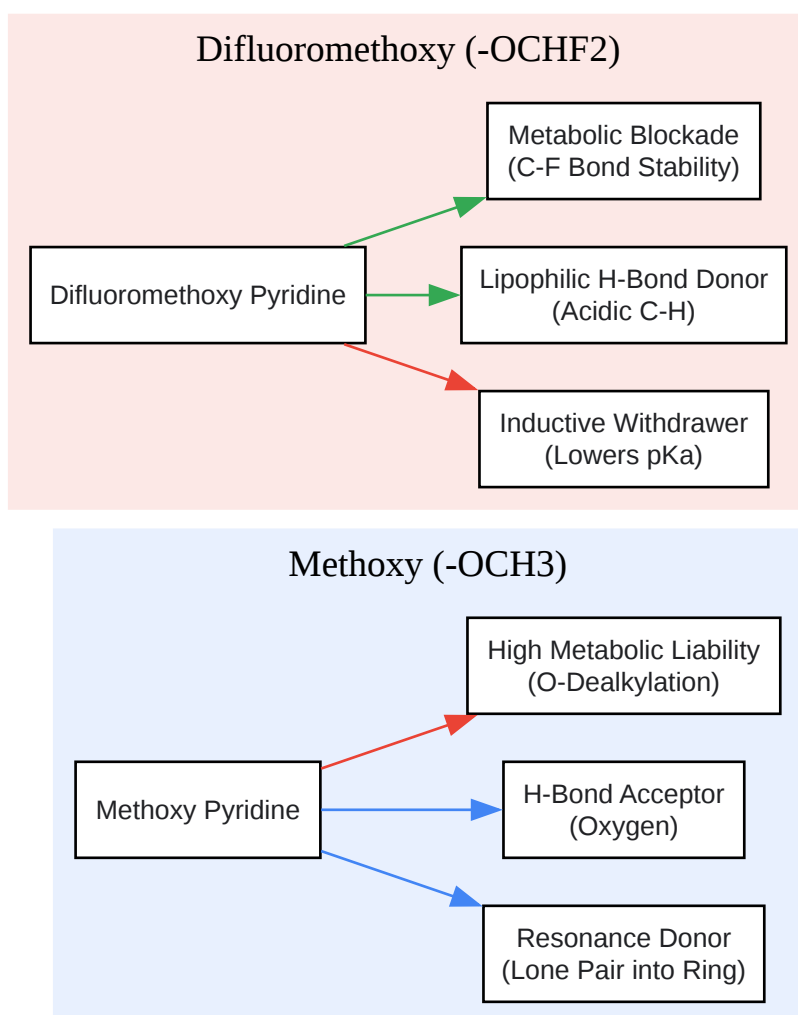 Difluoromethoxy (-OCHF2)
Metabolic Blockade
(C-F Bond Stability)
Difluoromethoxy Pyridine
Lipophilic H-Bond Donor
(Acidic C-H)
Inductive Withdrawer
(Lowers pKa)
Methoxy (-OCH3)
High Metabolic Liability
(O-Dealkylation)
Methoxy Pyridine
H-Bond Acceptor
(Oxygen)
Resonance Donor
(Lone Pair into Ring)